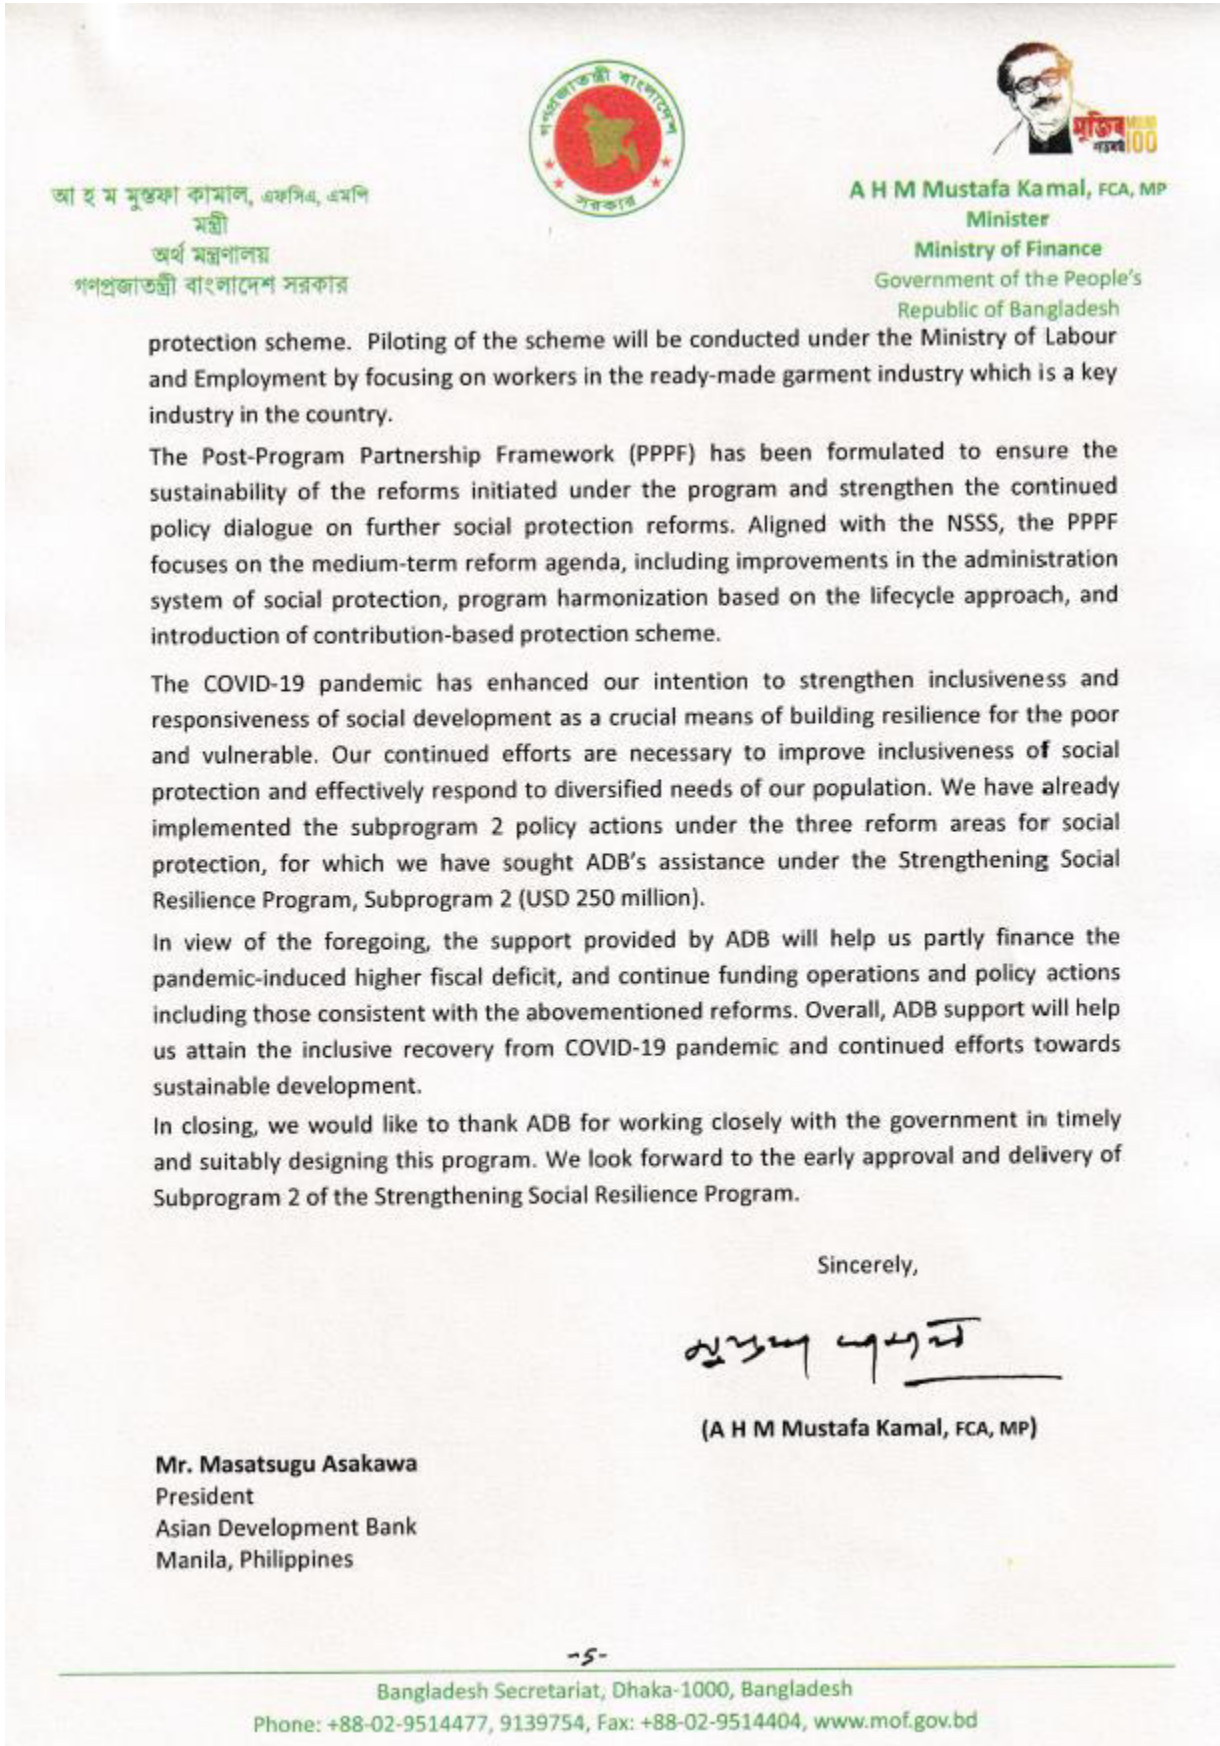 গণপ্রজাতন্ত্রী বাংলাদেশ
সরকার
মুজিব
শতবর্ষ
100
আ হ ম মুস্তফা কামাল, এফসিএ, এমপি
মন্ত্রী
অর্থ মন্ত্রণালয়
গণপ্রজাতন্ত্রী বাংলাদেশ সরকার
A H M Mustafa Kamal, FCA, MP
Minister
Ministry of Finance
Government of the People's
Republic of Bangladesh
protection scheme. Piloting of the scheme will be conducted under the Ministry of Labour
and Employment by focusing on workers in the ready-made garment industry which is a key
industry in the country.
The Post-Program Partnership Framework (PPPF) has been formulated to ensure the
sustainability of the reforms initiated under the program and strengthen the continued
policy dialogue on further social protection reforms. Aligned with the NSSS, the PPPF
focuses on the medium-term reform agenda, including improvements in the administration
system of social protection, program harmonization based on the lifecycle approach, and
introduction of contribution-based protection scheme.
The COVID-19 pandemic has enhanced our intention to strengthen inclusiveness and
responsiveness of social development as a crucial means of building resilience for the poor
and vulnerable. Our continued efforts are necessary to improve inclusiveness of social
protection and effectively respond to diversified needs of our population. We have already
implemented the subprogram 2 policy actions under the three reform areas for social
protection, for which we have sought ADB's assistance under the Strengthening Social
Resilience Program, Subprogram 2 (USD 250 million).
In view of the foregoing, the support provided by ADB will help us partly finance the
pandemic-induced higher fiscal deficit, and continue funding operations and policy actions
including those consistent with the abovementioned reforms. Overall, ADB support will help
us attain the inclusive recovery from COVID-19 pandemic and continued efforts towards
sustainable development.
In closing, we would like to thank ADB for working closely with the government in timely
and suitably designing this program. We look forward to the early approval and delivery of
Subprogram 2 of the Strengthening Social Resilience Program.
Sincerely,
(A H M Mustafa Kamal, FCA, MP)
Mr. Masatsugu Asakawa
President
Asian Development Bank
Manila, Philippines
-5-
Bangladesh Secretariat, Dhaka-1000, Bangladesh
Phone: +88-02-9514477, 9139754, Fax: +88-02-9514404, www.mof.gov.bd